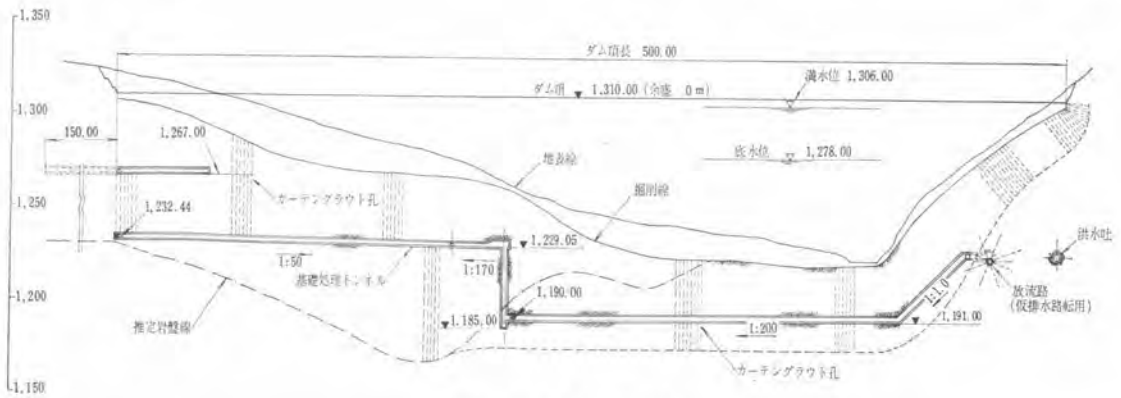 1,350
1,300
1,250
1,200
1,150
ダム頂長 500.00
満水位 1,306.00
ダム頂 1,310.00 (余盛 0 m)
150.00
1,267.00
底水位 1,278.00
地表線
掘削線
カーテングラウト孔
1,232.44
1,229.05
洪水吐
1:50
1:170
基礎処理トンネル
1:1.0
放流路
(仮排水路転用)
1,190.00
1,185.00
1,191.00
推定岩盤線
1:200
カーテングラウト孔